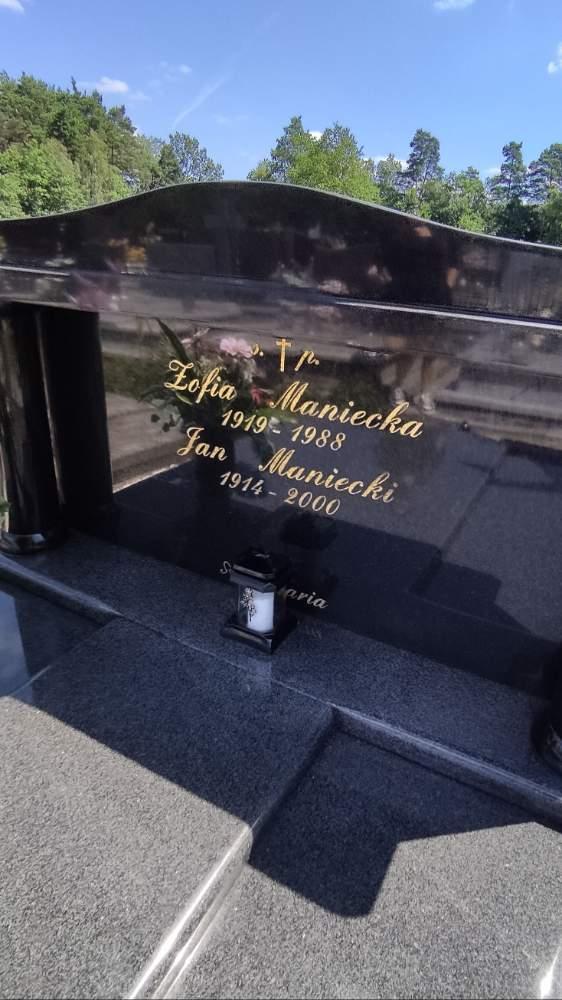 ś. † p.
Zofia Maniecka
1919 - 1988
Jan Maniecki
1914 - 2000